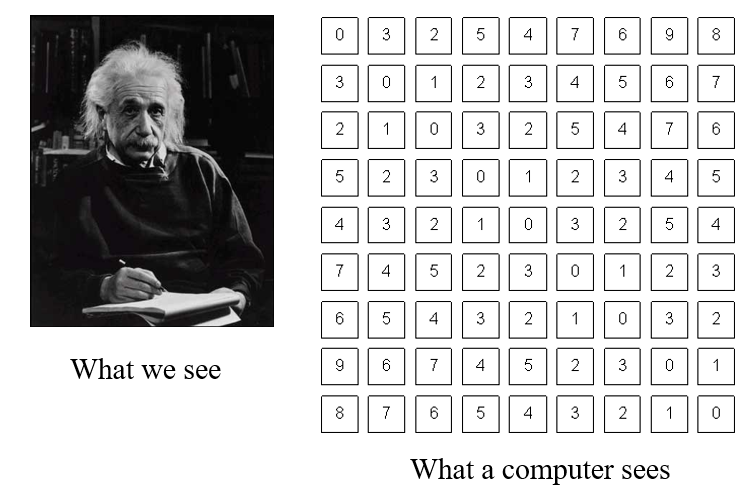 0 3 2 5 4 7 6 9 8
3 0 1 2 3 4 5 6 7
2 1 0 3 2 5 4 7 6
5 2 3 0 1 2 3 4 5
4 3 2 1 0 3 2 5 4
7 4 5 2 3 0 1 2 3
6 5 4 3 2 1 0 3 2
9 6 7 4 5 2 3 0 1
8 7 6 5 4 3 2 1 0
What we see
What a computer sees